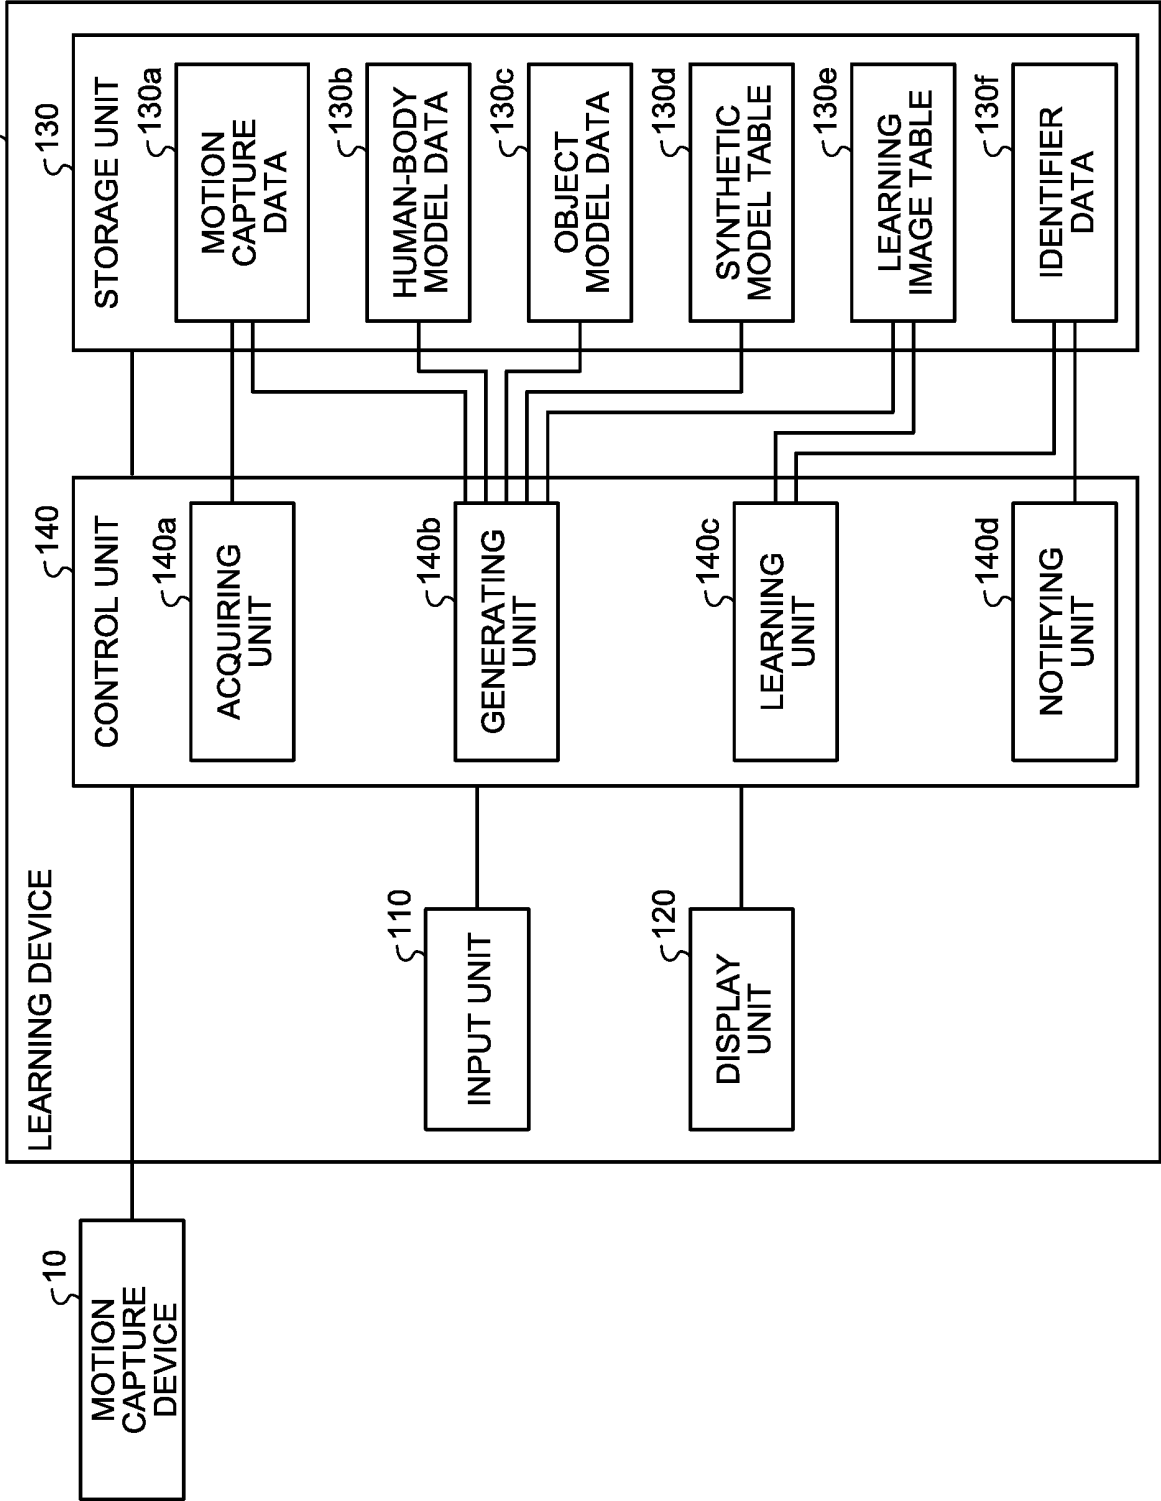 10
MOTION
CAPTURE
DEVICE
LEARNING DEVICE
110
INPUT UNIT
120
DISPLAY
UNIT
140
CONTROL UNIT
140a
ACQUIRING
UNIT
140b
GENERATING
UNIT
140c
LEARNING
UNIT
140d
NOTIFYING
UNIT
130
STORAGE UNIT
130a
MOTION
CAPTURE
DATA
130b
HUMAN-BODY
MODEL DATA
130c
OBJECT
MODEL DATA
130d
SYNTHETIC
MODEL TABLE
130e
LEARNING
IMAGE TABLE
130f
IDENTIFIER
DATA